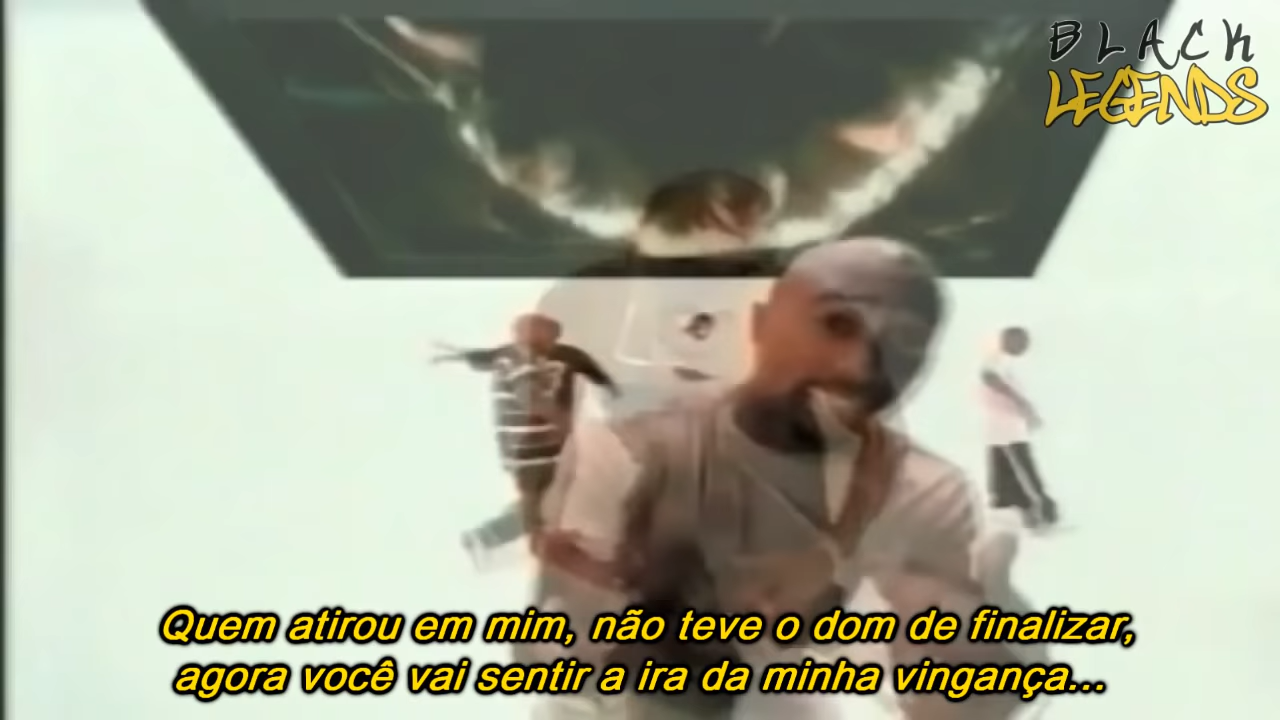 BLACK
LEGENDS
Quem atirou em mim, não teve o dom de finalizar,
agora você vai sentir a ira da minha vingança...